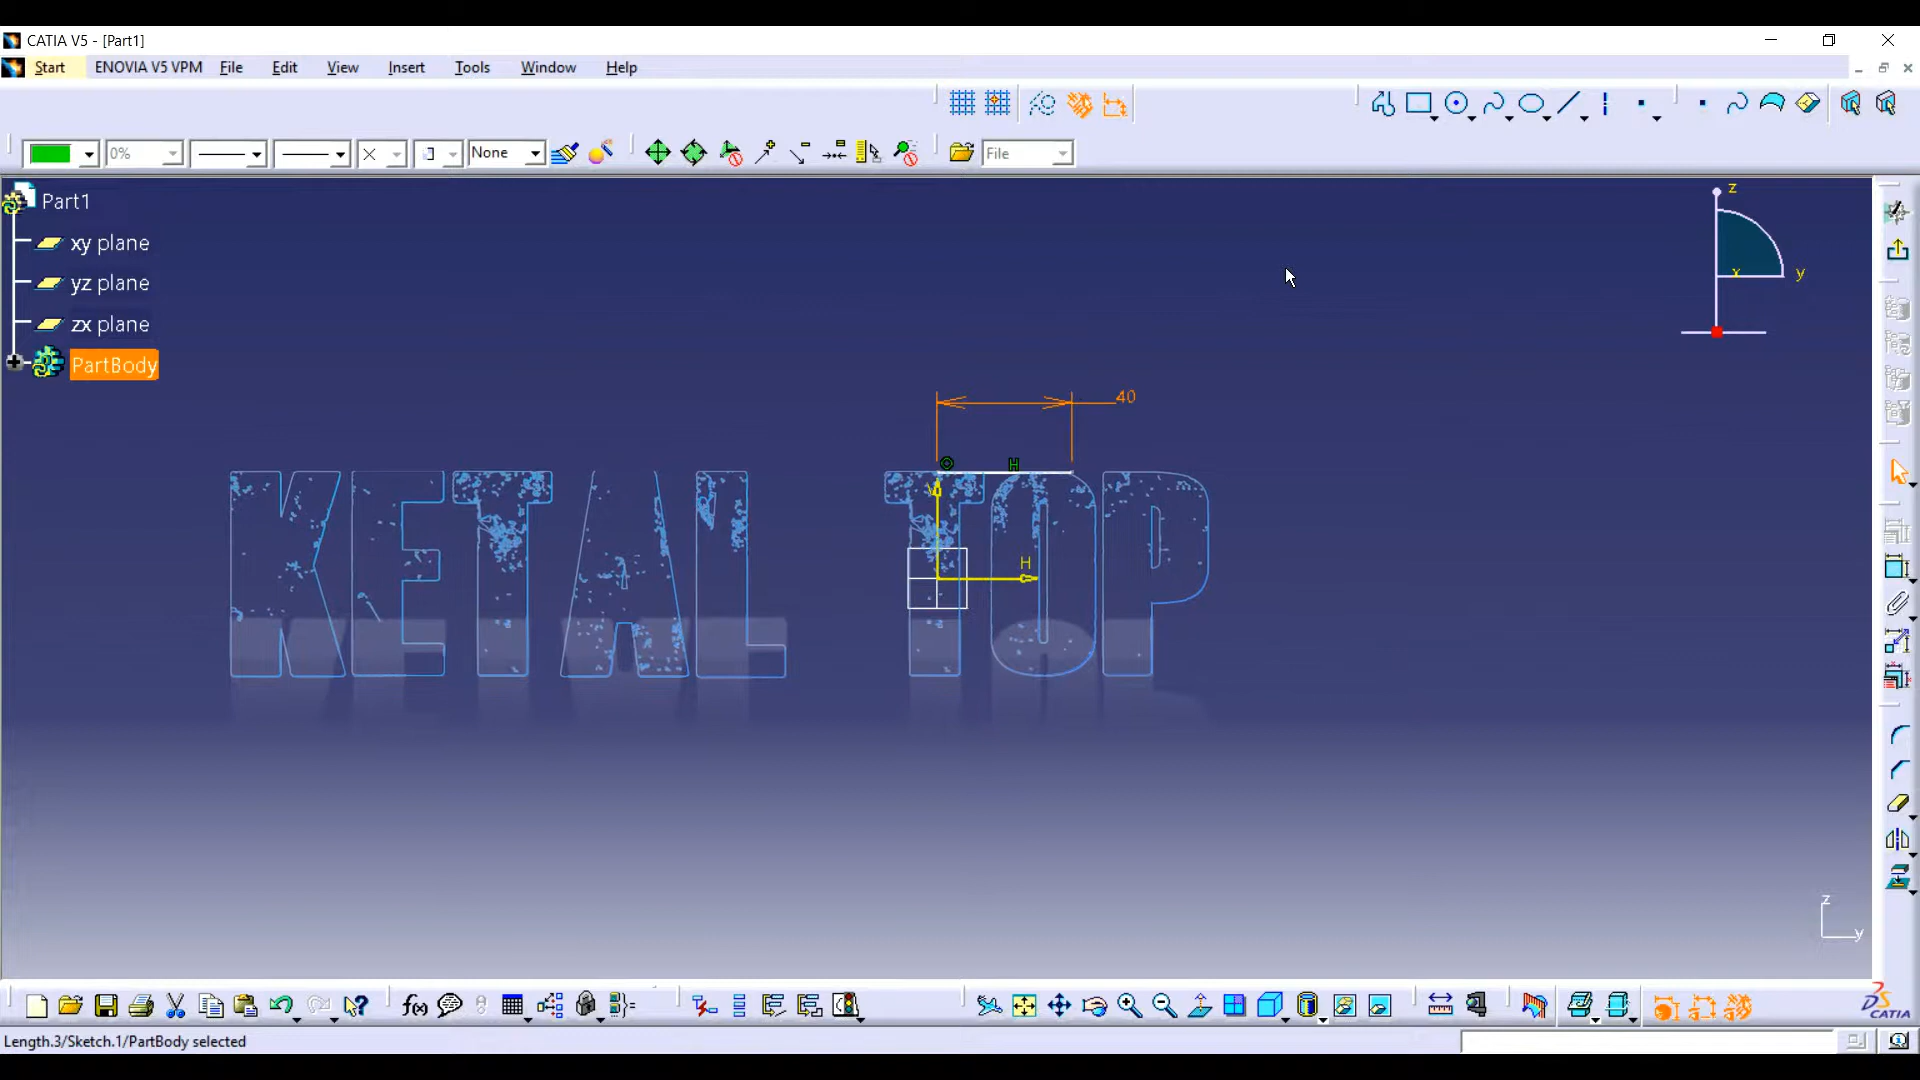 CATIA V5 - [Part1]
Start ENOVIA V5 VPM File Edit View Insert Tools Window Help
0% None File
Part1
xy plane
yz plane
zx plane
PartBody
z
x y
40
H
V
H
KETAL TOP
z
y
f(x)
DS CATIA
Length.3/Sketch.1/PartBody selected